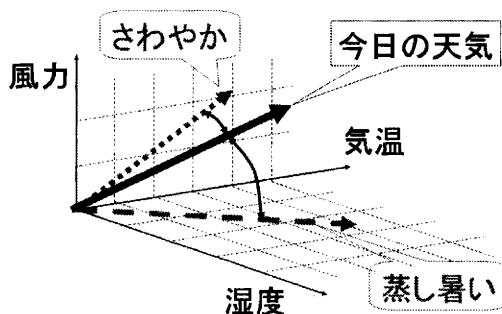 さわやか
今日の天気
風力
気温
湿度
蒸し暑い